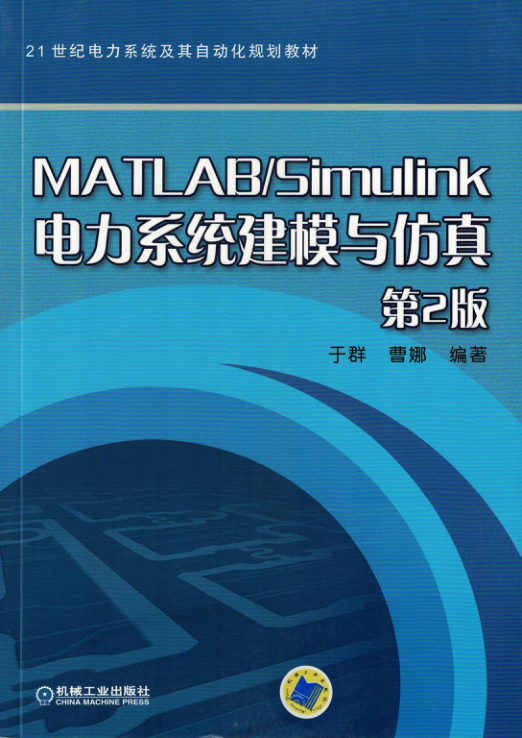 21世纪电力系统及其自动化规划教材
MATLAB/Simulink
电力系统建模与仿真
第2版
于群 曹娜 编著
机械工业出版社
CHINA MACHINE PRESS